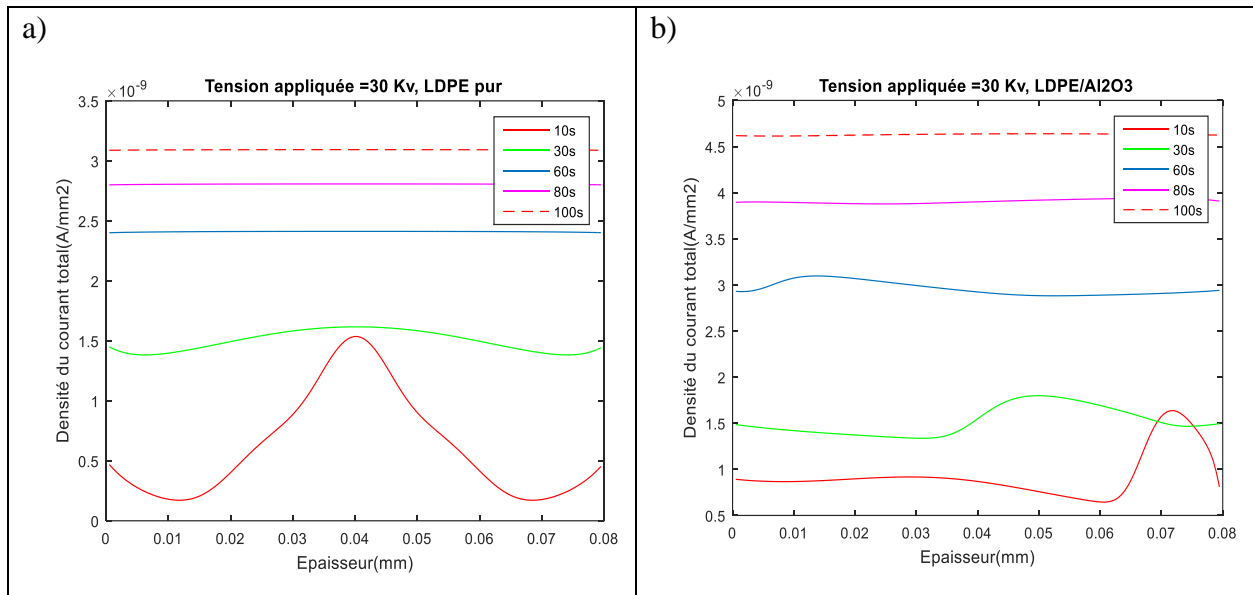 a)
Tension appliquée =30 Kv, LDPE pur
×10⁻⁹
3.5
3
2.5
2
1.5
1
0.5
0
Densité du courant total(A/mm2)
10s
30s
60s
80s
100s
0 0.01 0.02 0.03 0.04 0.05 0.06 0.07 0.08
Epaisseur(mm)
b)
Tension appliquée =30 Kv, LDPE/Al2O3
×10⁻⁹
5
4.5
4
3.5
3
2.5
2
1.5
1
0.5
Densité du courant total(A/mm2)
10s
30s
60s
80s
100s
0 0.01 0.02 0.03 0.04 0.05 0.06 0.07 0.08
Epaisseur(mm)